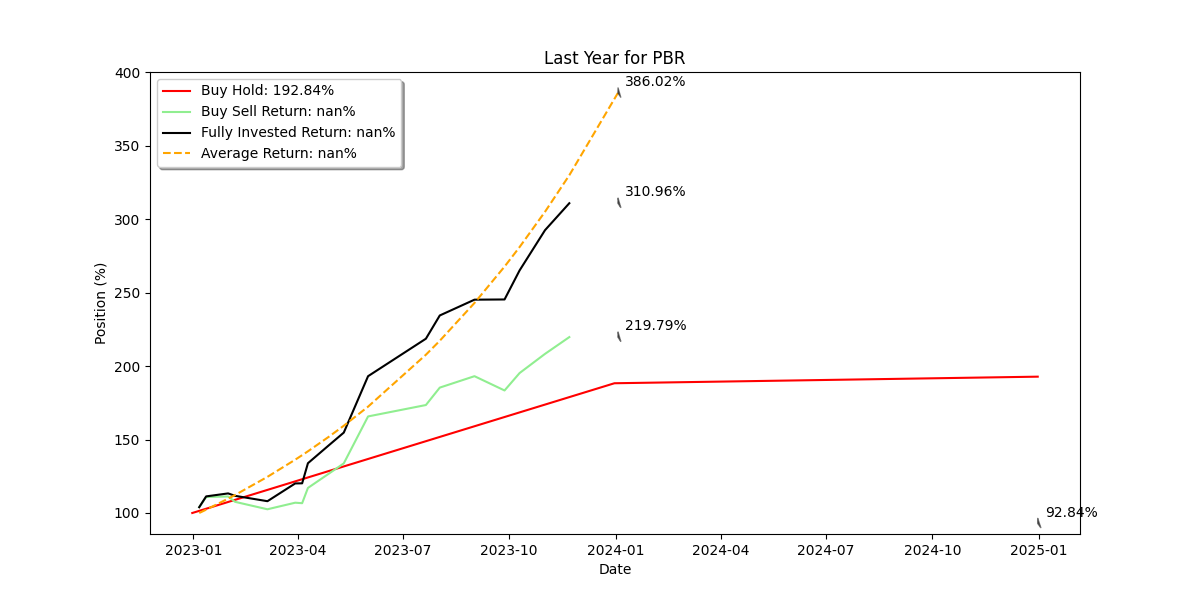 Last Year for PBR
Buy Hold: 192.84%
Buy Sell Return: nan%
Fully Invested Return: nan%
Average Return: nan%
386.02%
310.96%
219.79%
92.84%
Position (%)
400
350
300
250
200
150
100
2023-01 2023-04 2023-07 2023-10 2024-01 2024-04 2024-07 2024-10 2025-01
Date